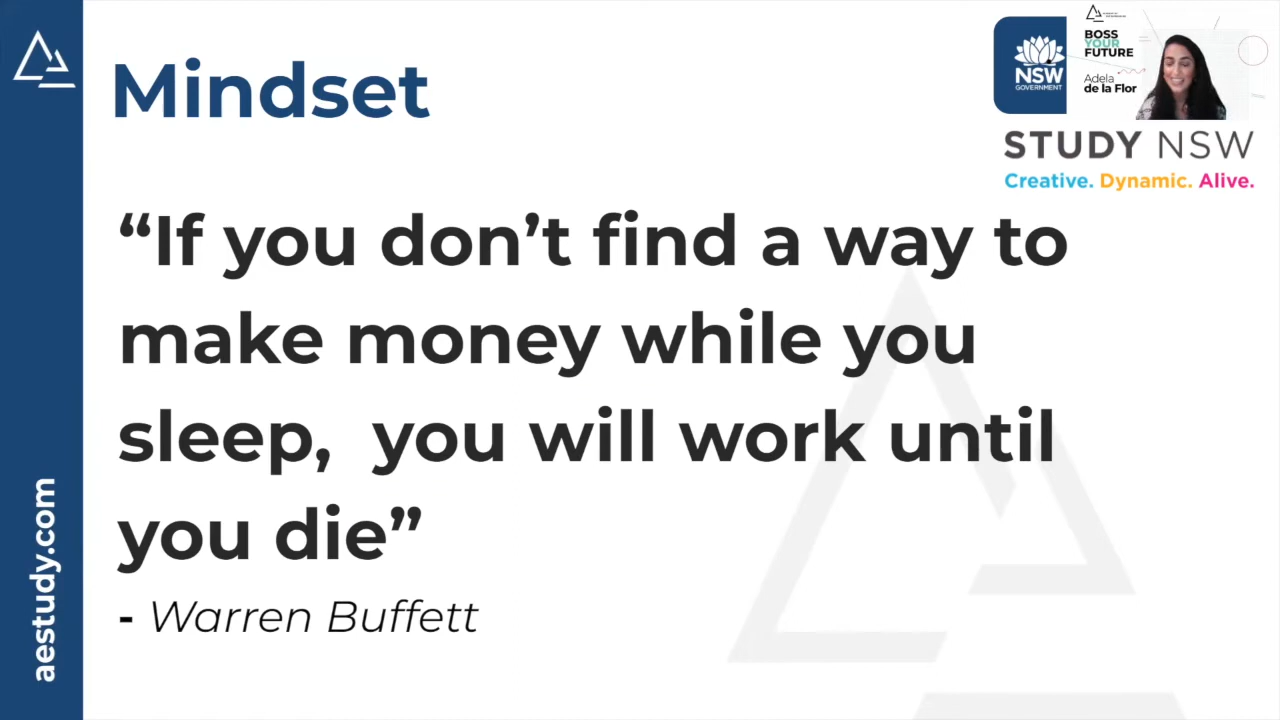 Mindset
“If you don’t find a way to
make money while you
sleep, you will work until
you die”
- Warren Buffett
aestudy.com
NSW
GOVERNMENT
BOSS
YOUR
FUTURE
Adela
de la Flor
STUDY NSW
Creative. Dynamic. Alive.